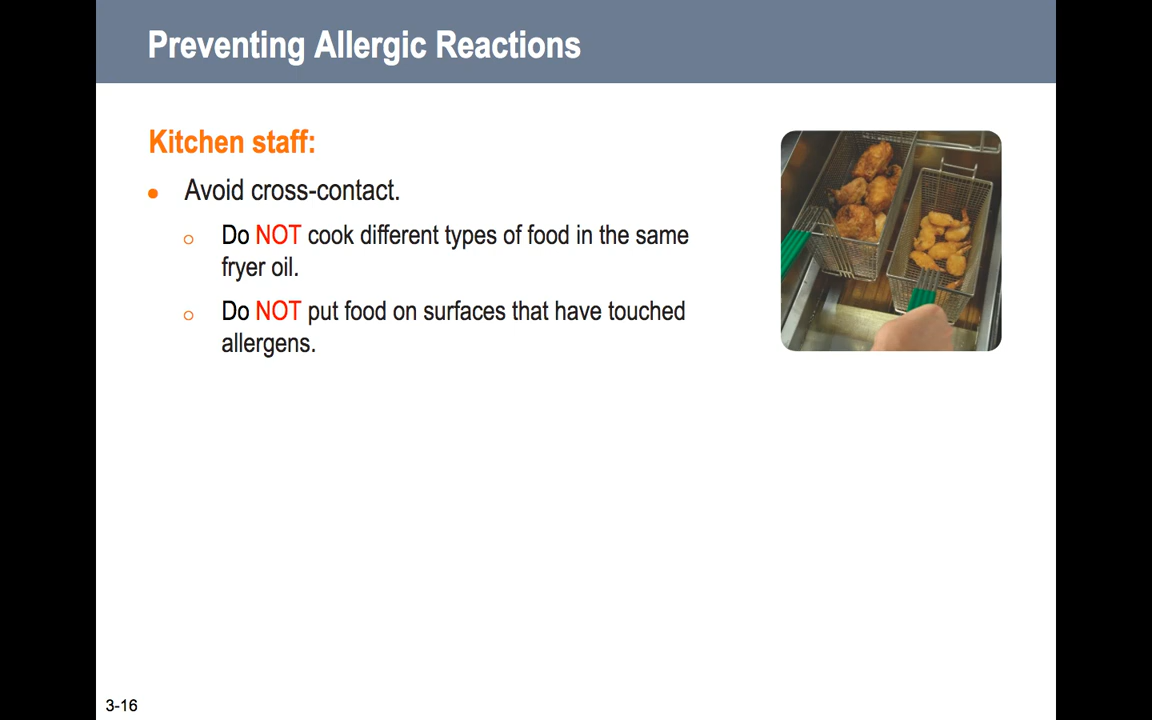 Preventing Allergic Reactions
Kitchen staff:
• Avoid cross-contact.
○ Do NOT cook different types of food in the same
fryer oil.
○ Do NOT put food on surfaces that have touched
allergens.
3-16